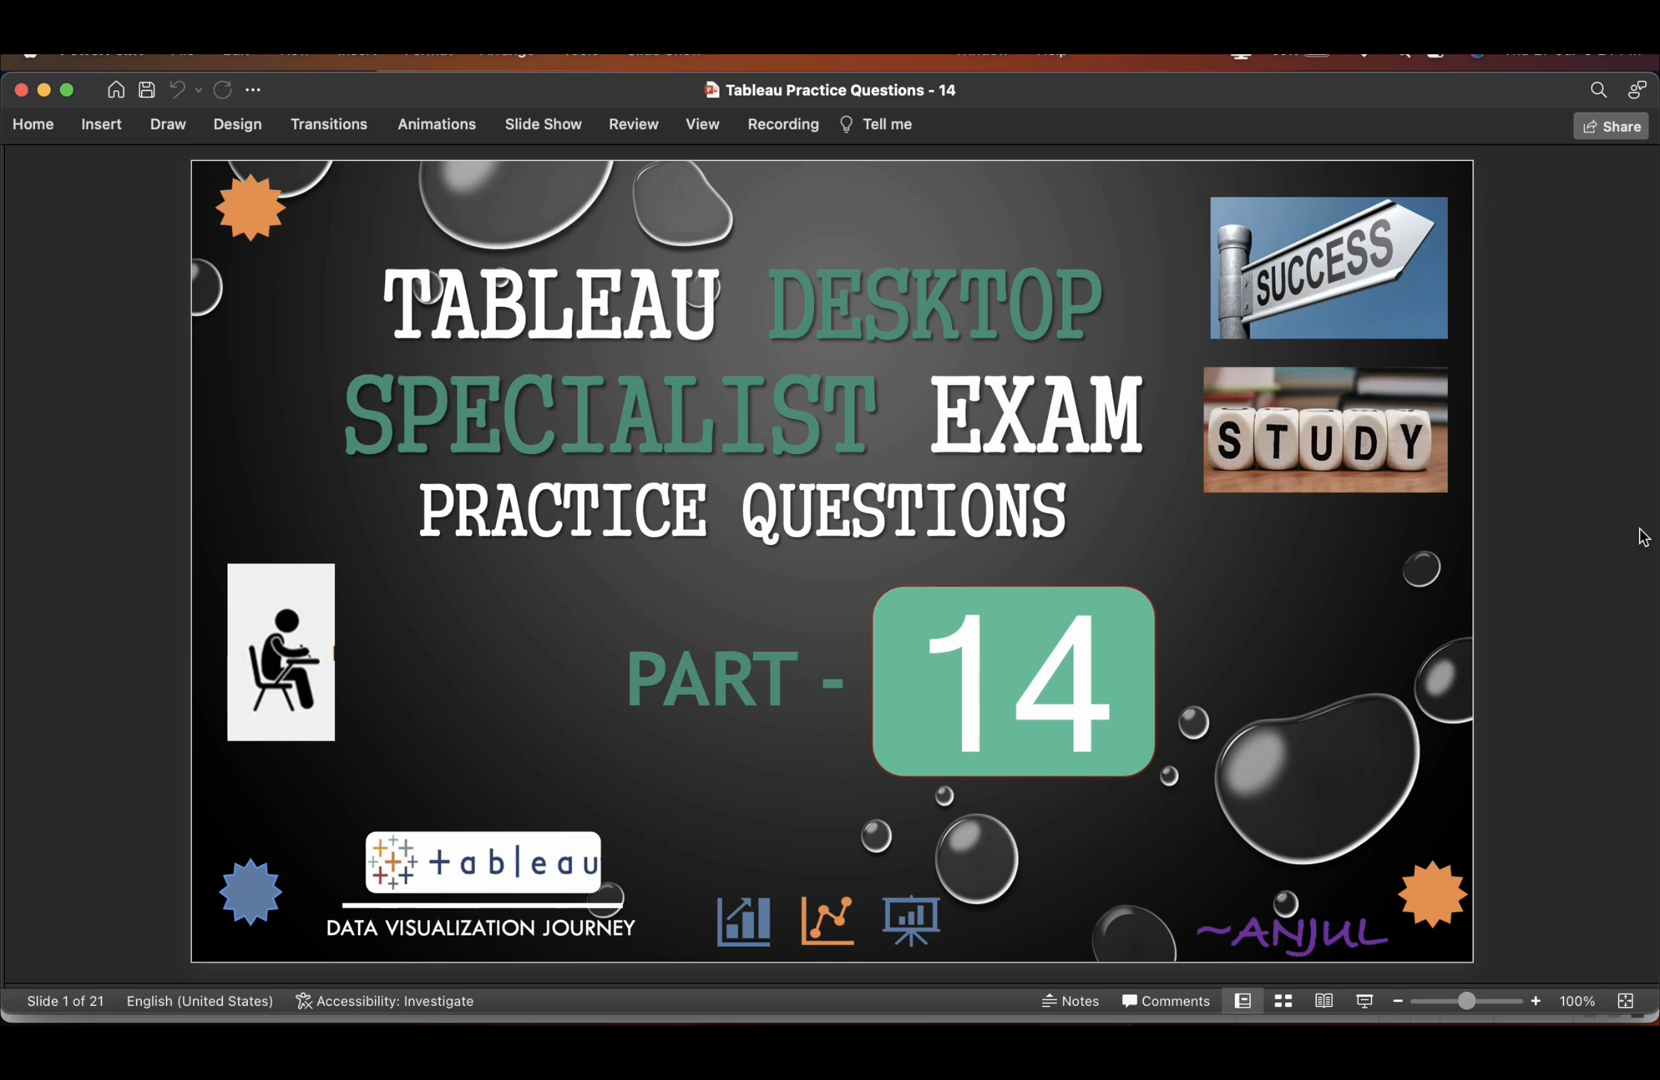 Tableau Practice Questions - 14
Home Insert Draw Design Transitions Animations Slide Show Review View Recording Tell me Share
TABLEAU DESKTOP
SPECIALIST EXAM
PRACTICE QUESTIONS
SUCCESS
STUDY
PART - 14
+ableau
DATA VISUALIZATION JOURNEY
~ANJUL
Slide 1 of 21 English (United States) Accessibility: Investigate Notes Comments 100%